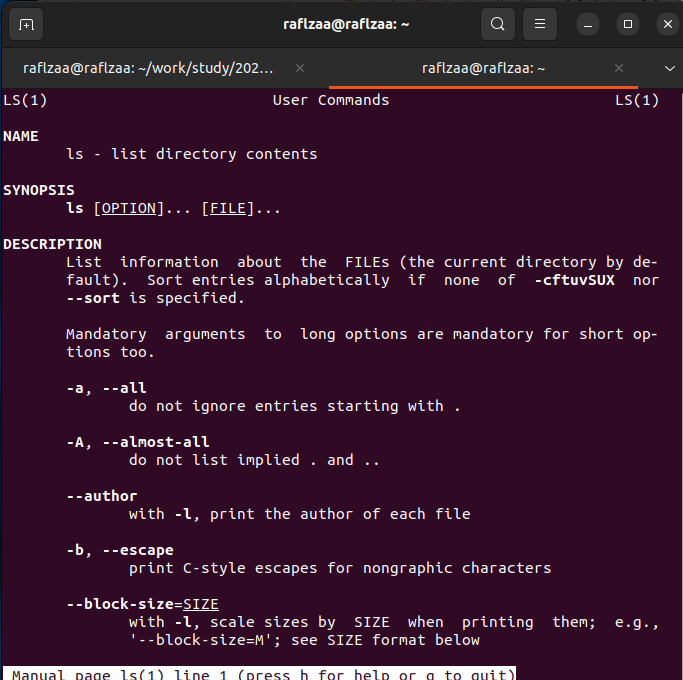 raflzaa@raflzaa: ~
raflzaa@raflzaa: ~/work/study/202...
raflzaa@raflzaa: ~
LS(1) User Commands LS(1)
NAME
ls - list directory contents
SYNOPSIS
ls [OPTION]... [FILE]...
DESCRIPTION
List information about the FILEs (the current directory by de-
fault). Sort entries alphabetically if none of -cftuvSUX nor
--sort is specified.
Mandatory arguments to long options are mandatory for short op-
tions too.
-a, --all
do not ignore entries starting with .
-A, --almost-all
do not list implied . and ..
--author
with -l, print the author of each file
-b, --escape
print C-style escapes for nongraphic characters
--block-size=SIZE
with -l, scale sizes by SIZE when printing them; e.g.,
'--block-size=M'; see SIZE format below
Manual page ls(1) line 1 (press h for help or q to quit)